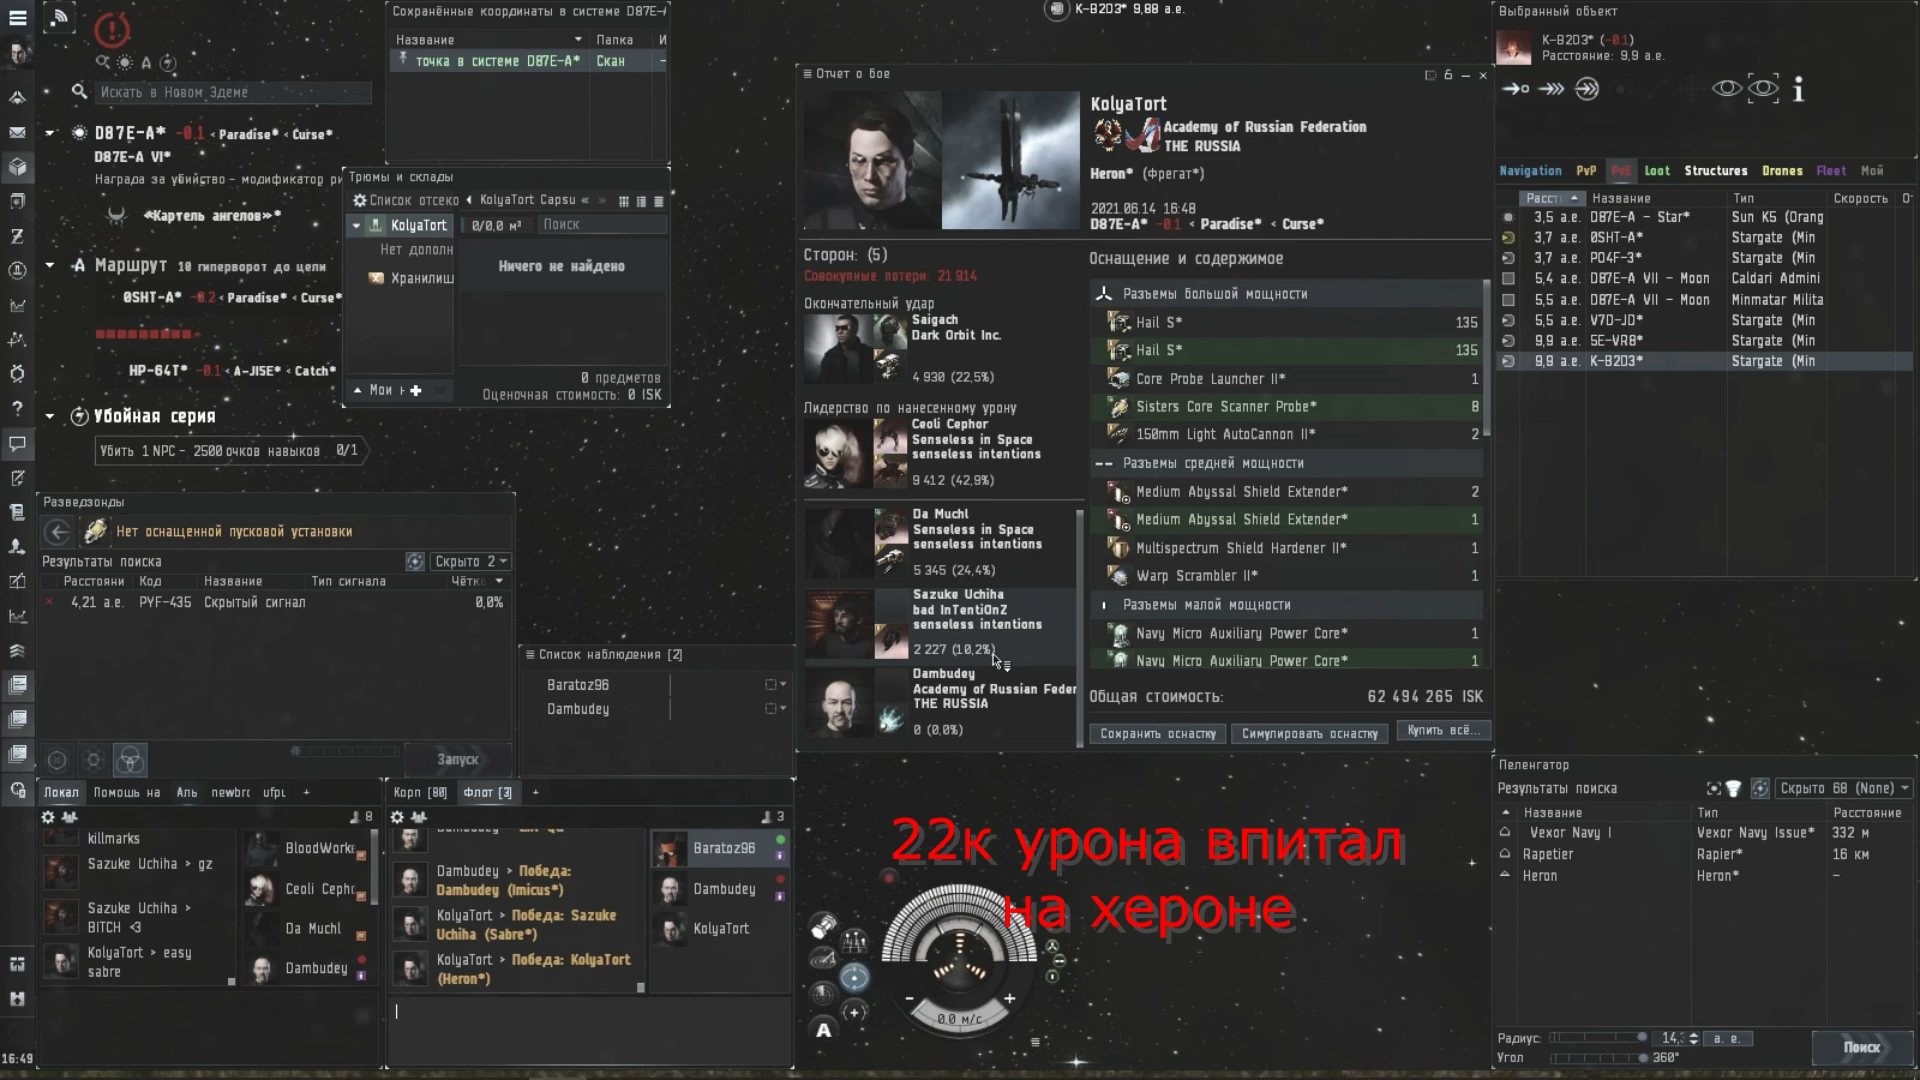 Сохранённые координаты в системе D87E-A
Название
Папка
точка в системе D87E-A*
Скан
K-B2D3* 9,88 а.е.
Искать в Новом Эдеме
D87E-A* -0.1 < Paradise* < Curse*
D87E-A VI*
Награда за убийство - модификатор ри
«Картель ангелов»*
Маршрут 10 гиперворот до цели
0SHT-A* -0.2 < Paradise* < Curse*
HP-64T* -0.1 < A-JI5E* < Catch*
Убойная серия
Убить 1 NPC - 2500 очков навыков 0/1
Трюмы и склады
Список отсеко
KolyaTort Capsu
KolyaTort
0/0,0 м³
Поиск
Нет дополн
Хранилищ
Ничего не найдено
0 предметов
Мои
Оценочная стоимость: 0 ISK
Разведзонды
Нет оснащенной пусковой установки
Результаты поиска
Скрыто 2
Расстояни Код Название Тип сигнала Чётк
4,21 а.е. PYF-435 Скрытый сигнал 0,0%
Запуск
Список наблюдения [2]
Baratoz96
Dambudey
Отчет о бое
KolyaTort
Academy of Russian Federation
THE RUSSIA
Heron* (Фрегат*)
2021.06.14 16:48
D87E-A* -0.1 < Paradise* < Curse*
Сторон: (5)
Совокупные потери: 21 914
Окончательный удар
Saigach
Dark Orbit Inc.
4 930 (22,5%)
Лидерство по нанесенному урону
Ceoli Cephor
Senseless in Space
senseless intentions
9 412 (42,9%)
Da Muchl
Senseless in Space
senseless intentions
5 345 (24,4%)
Sazuke Uchiha
bad InTentiOnZ
senseless intentions
2 227 (10,2%)
Dambudey
Academy of Russian Feder
THE RUSSIA
0 (0,0%)
Оснащение и содержимое
Разъемы большой мощности
Hail S* 135
Hail S* 135
Core Probe Launcher II* 1
Sisters Core Scanner Probe* 8
150mm Light AutoCannon II* 2
Разъемы средней мощности
Medium Abyssal Shield Extender* 2
Medium Abyssal Shield Extender* 1
Multispectrum Shield Hardener II* 1
Warp Scrambler II* 1
Разъемы малой мощности
Navy Micro Auxiliary Power Core* 1
Navy Micro Auxiliary Power Core* 1
Общая стоимость: 62 494 265 ISK
Сохранить оснастку
Симулировать оснастку
Купить всё...
Выбранный объект
K-B2D3* (-0.1)
Расстояние: 9,9 а.е.
Navigation PvP PvE Loot Structures Drones Fleet Мой
Расст Название Тип Скорость
3,5 а.е. D87E-A - Star* Sun K5 (Orang
3,7 а.е. 0SHT-A* Stargate (Min
3,7 а.е. PO4F-3* Stargate (Min
5,4 а.е. D87E-A VII - Moon Caldari Admini
5,5 а.е. D87E-A VII - Moon Minmatar Milita
5,5 а.е. V7D-JD* Stargate (Min
9,9 а.е. 5E-VR8* Stargate (Min
9,9 а.е. K-B2D3* Stargate (Min
Локал Помощь на Аль newbro
8
killmarks
Sazuke Uchiha > gz
Sazuke Uchiha >
BITCH <3
KolyaTort > easy
sabre
BloodWork
Ceoli Cepho
Da Muchl
Dambudey
Корп [80] Флот [3]
3
Dambudey > Победа:
Dambudey (Imicus*)
KolyaTort > Победа: Sazuke
Uchiha (Sabre*)
KolyaTort > Победа: KolyaTort
(Heron*)
Baratoz96
Dambudey
KolyaTort
22к урона впитал
на хероне
0,0 м/с
Пеленгатор
Результаты поиска
Скрыто 68 (None)
Название Тип Расстояние
Vexor Navy I Vexor Navy Issue* 332 м
Rapetier Rapier* 16 км
Heron Heron* -
Радиус: 14,3 а. е.
Угол 360°
Поиск
16:49